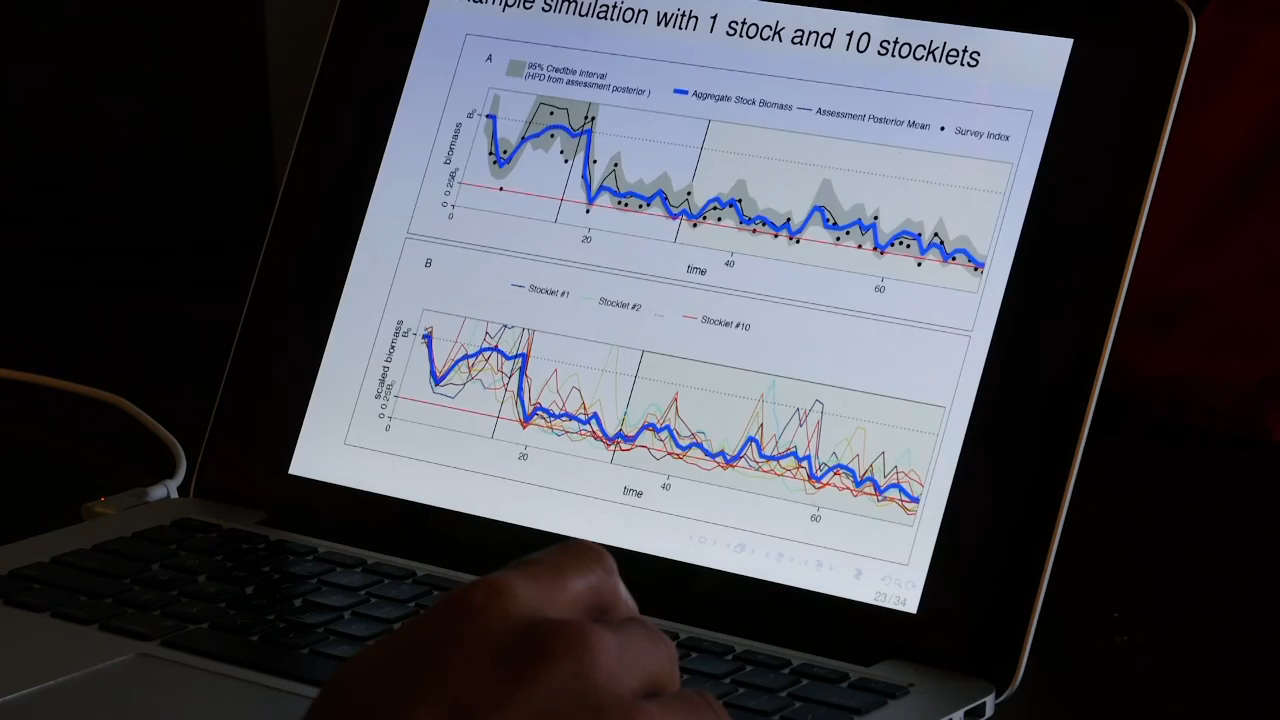 simulation with 1 stock and 10 stocklets
A
95% Credible Interval
(HPD from assessment posterior )
Aggregate Stock Biomass
Assessment Posterior Mean
Survey Index
biomass
B₀
0.25B₀
0
0
20
40
60
time
B
Stocklet #1
Stocklet #2
....
Stocklet #10
scaled biomass
B₀
0.25B₀
0
0
20
40
60
time
23/34